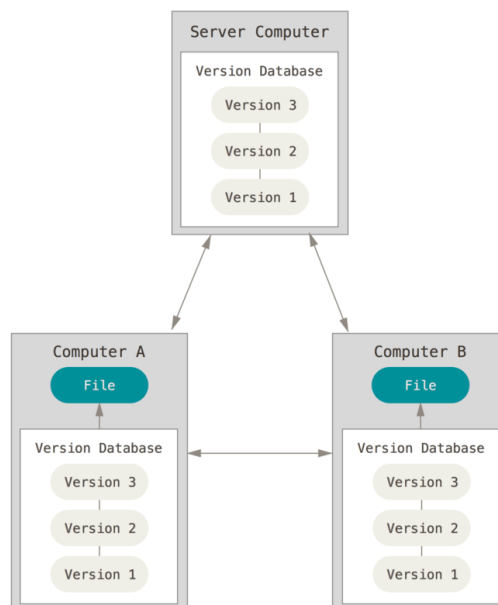 Server Computer
Version Database
Version 3
Version 2
Version 1
Computer A
File
Version Database
Version 3
Version 2
Version 1
Computer B
File
Version Database
Version 3
Version 2
Version 1